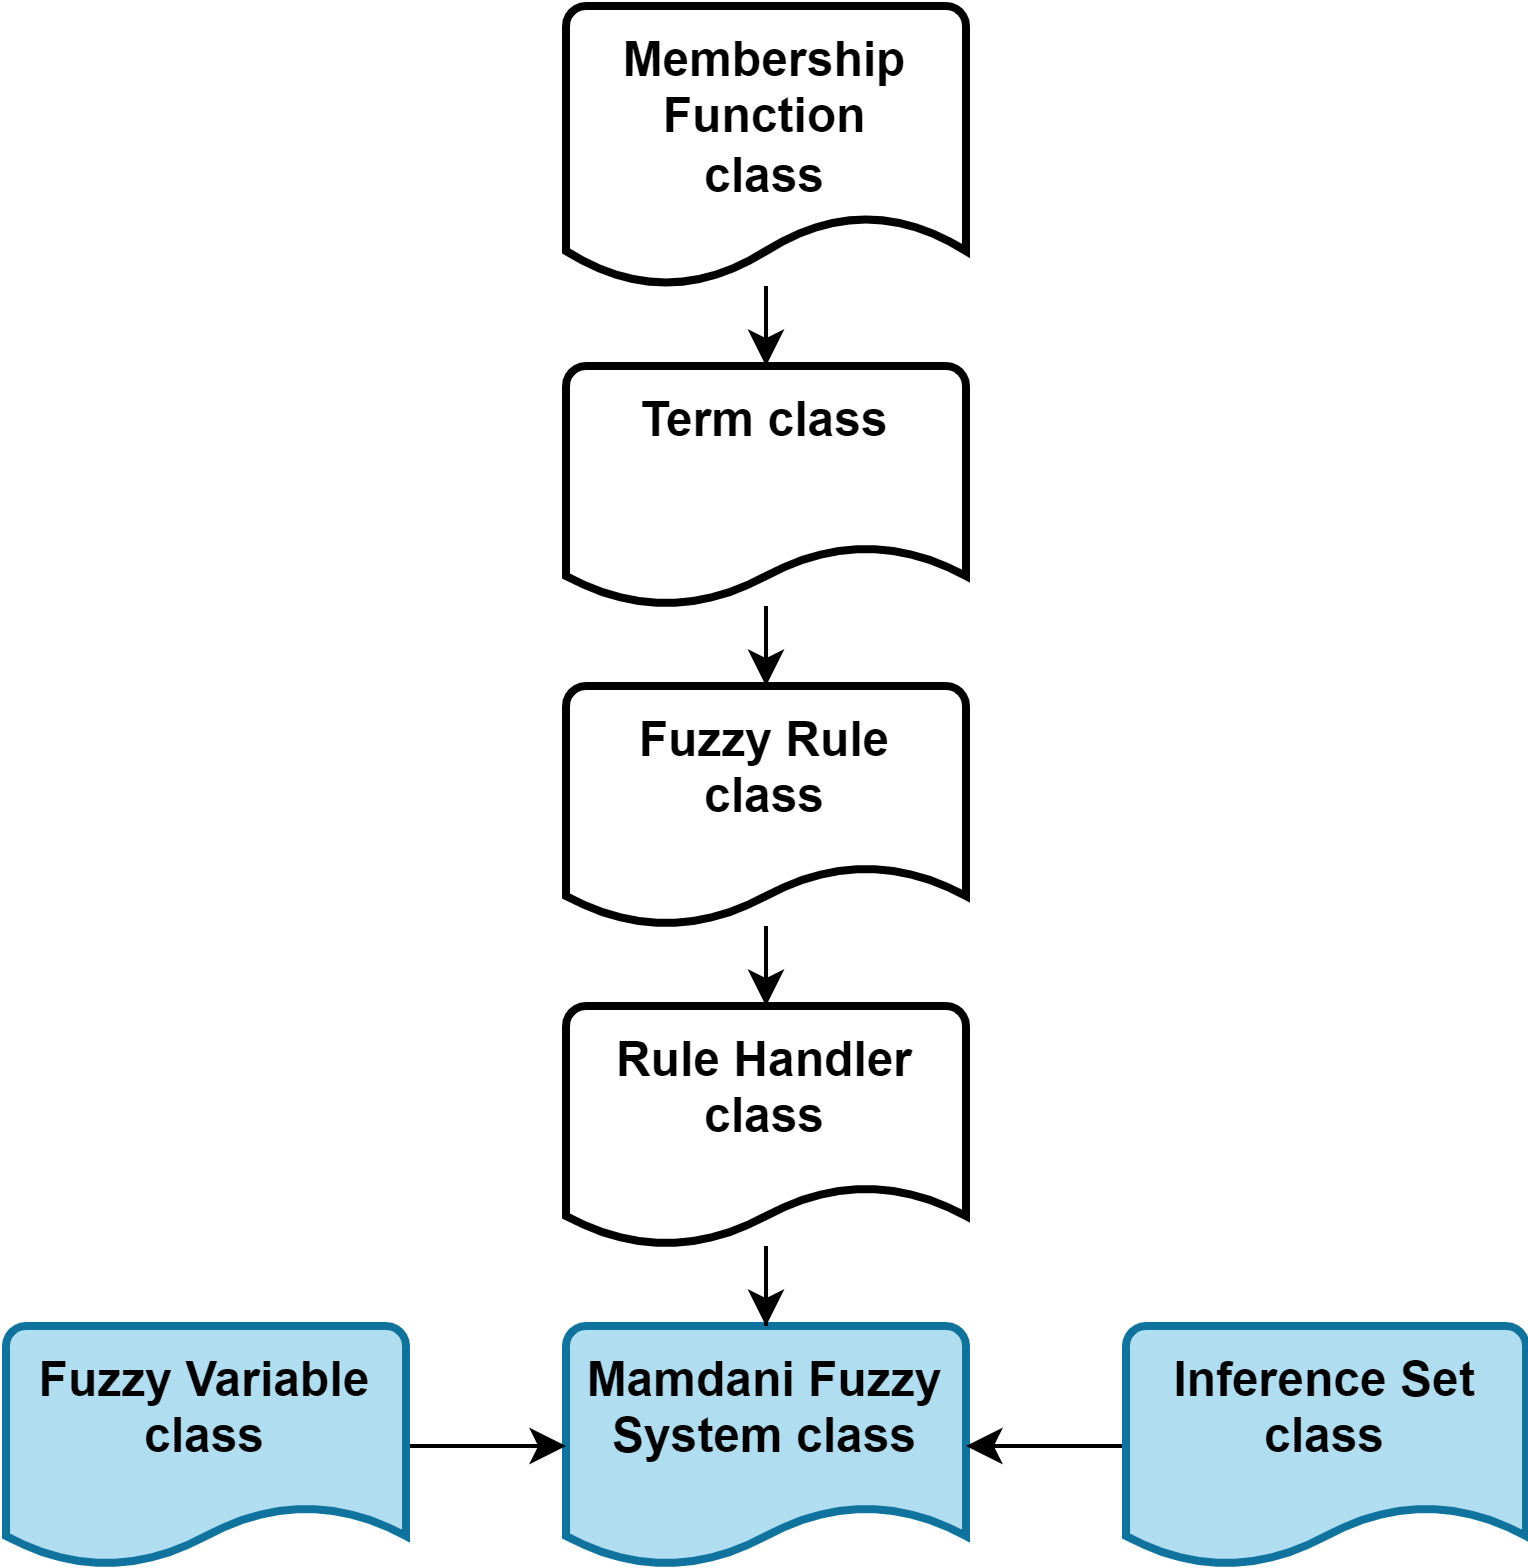 Membership
Function
class
Term class
Fuzzy Rule
class
Rule Handler
class
Fuzzy Variable
class
Mamdani Fuzzy
System class
Inference Set
class